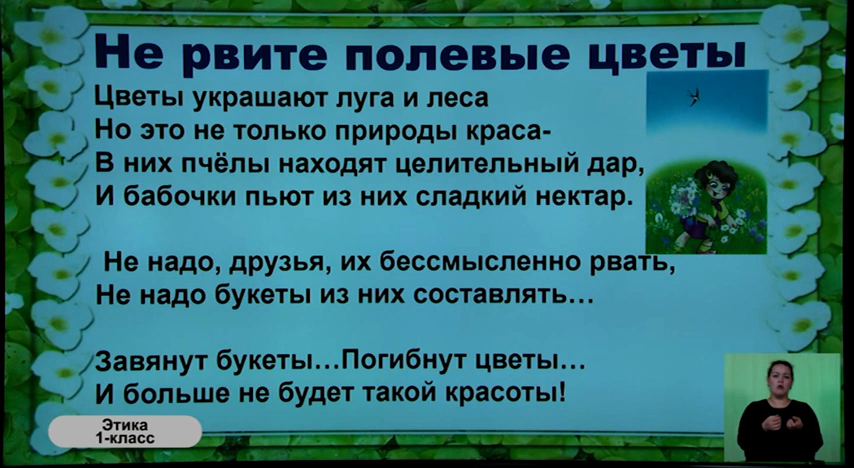 Не рвите полевые цветы
Цветы украшают луга и леса
Но это не только природы краса-
В них пчёлы находят целительный дар,
И бабочки пьют из них сладкий нектар.
Не надо, друзья, их бессмысленно рвать,
Не надо букеты из них составлять...
Завянут букеты...Погибнут цветы...
И больше не будет такой красоты!
Этика
1-класс